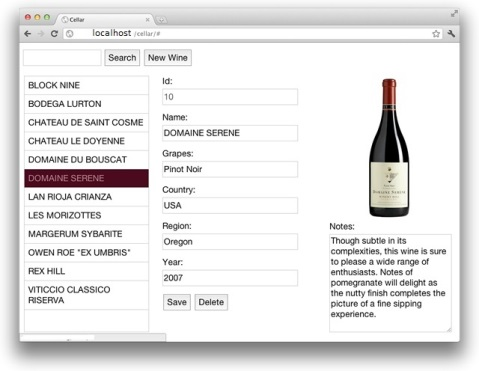 Cellar
localhost /cellar/#
Search
New Wine
BLOCK NINE
BODEGA LURTON
CHATEAU DE SAINT COSME
CHATEAU LE DOYENNE
DOMAINE DU BOUSCAT
DOMAINE SERENE
LAN RIOJA CRIANZA
LES MORIZOTTES
MARGERUM SYBARITE
OWEN ROE "EX UMBRIS"
REX HILL
VITICCIO CLASSICO
RISERVA
Id:
10
Name:
DOMAINE SERENE
Grapes:
Pinot Noir
Country:
USA
Region:
Oregon
Year:
2007
Save
Delete
DOMAINE SERENE
Notes:
Though subtle in its
complexities, this wine is sure
to please a wide range of
enthusiasts. Notes of
pomegranate will delight as
the nutty finish completes the
picture of a fine sipping
experience.